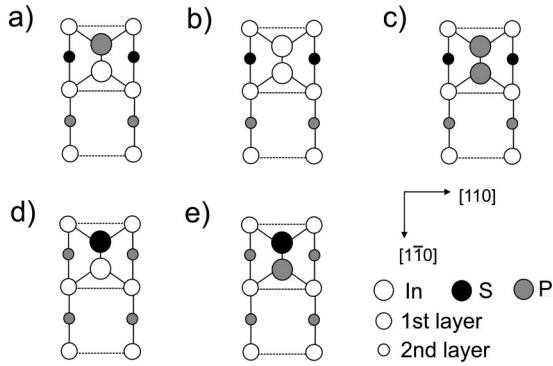 a)
b)
c)
d)
e)
[110]
[11̄0]
In
S
P
1st layer
2nd layer